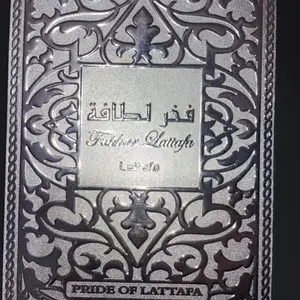 فخر لطافة
Fakhar Lattafa
Lattafa
PRIDE OF LATTAFA